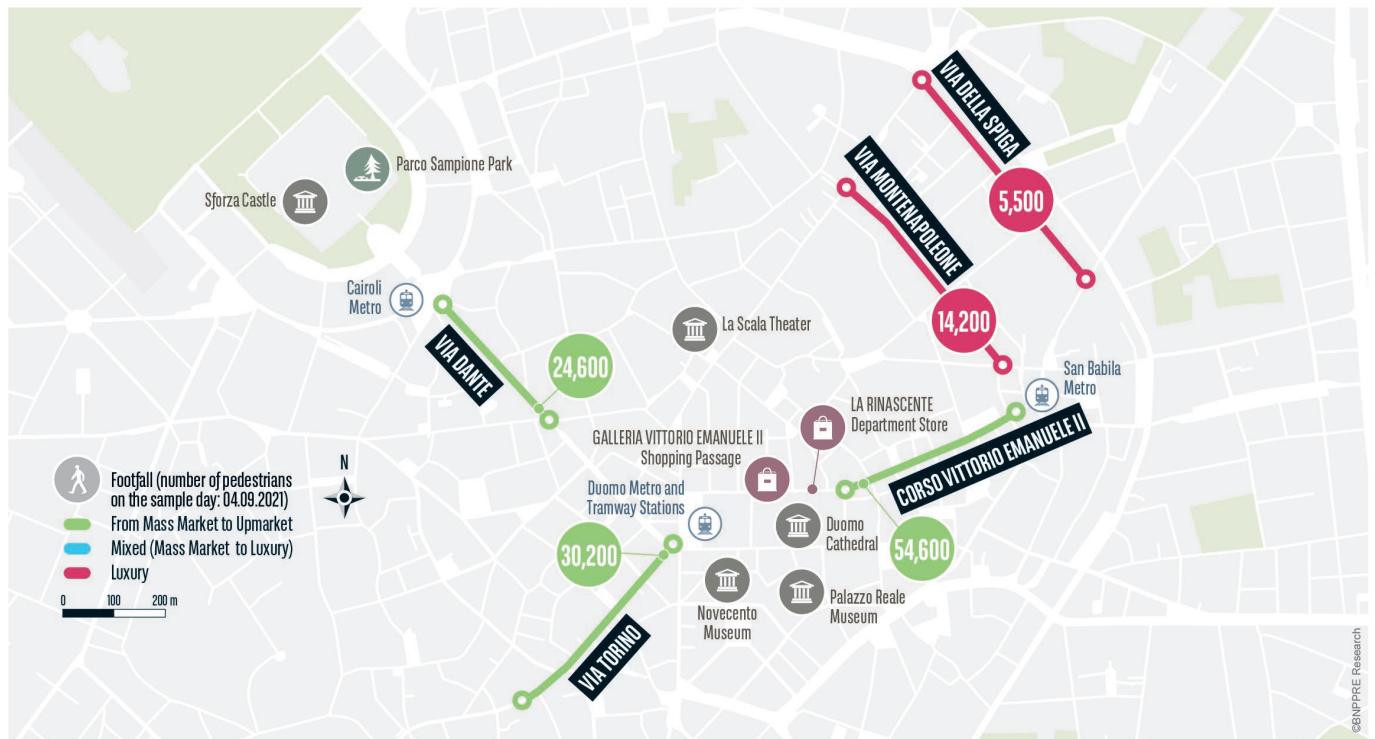 VIA DELLA SPIGA
5,500
VIA MONTENAPOLEONE
14,200
Parco Sampione Park
Sforza Castle
Cairoli
Metro
VIA DANTE
24,600
La Scala Theater
San Babila
Metro
LA RINASCENTE
Department Store
GALLERIA VITTORIO EMANUELE II
Shopping Passage
CORSO VITTORIO EMANUELE II
54,600
Duomo Metro and
Tramway Stations
Duomo
Cathedral
30,200
VIA TORINO
Novecento
Museum
Palazzo Reale
Museum
N
Footfall (number of pedestrians
on the sample day: 04.09.2021)
From Mass Market to Upmarket
Mixed (Mass Market to Luxury)
Luxury
0 100 200 m
©BNPPRE Research